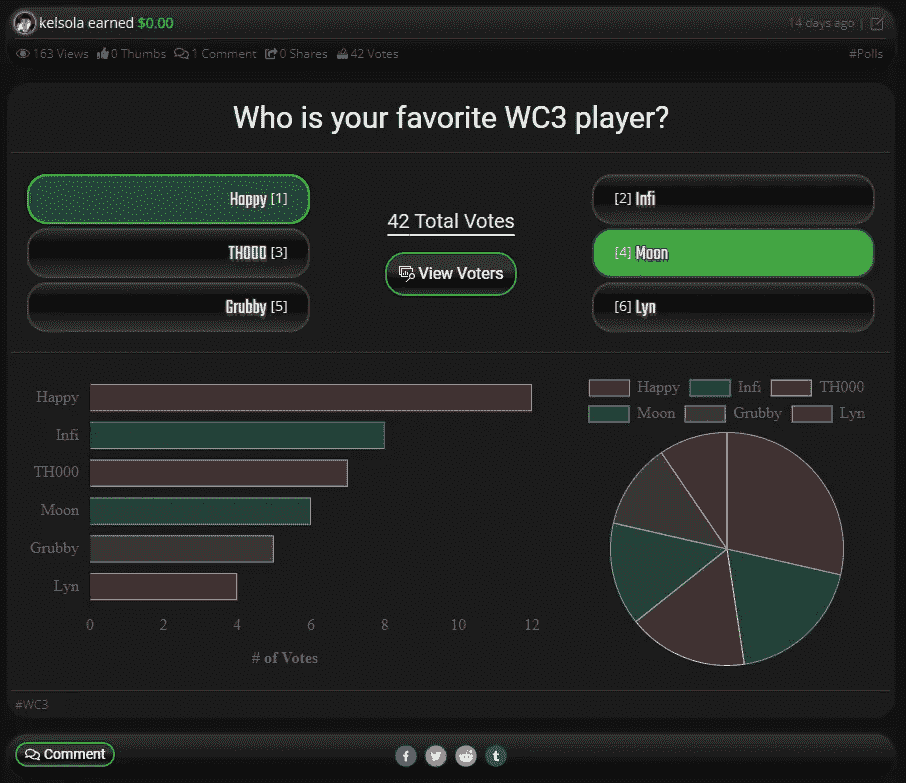 kelsola earned $0.00
14 days ago |
163 Views 0 Thumbs 1 Comment 0 Shares 42 Votes
#Polls
Who is your favorite WC3 player?
Happy [1]
[2] Infi
TH000 [3]
42 Total Votes
[4] Moon
View Voters
Grubby [5]
[6] Lyn
Happy
Infi
TH000
Moon
Grubby
Lyn
0 2 4 6 8 10 12
# of Votes
Happy Infi TH000
Moon Grubby Lyn
#WC3
Comment